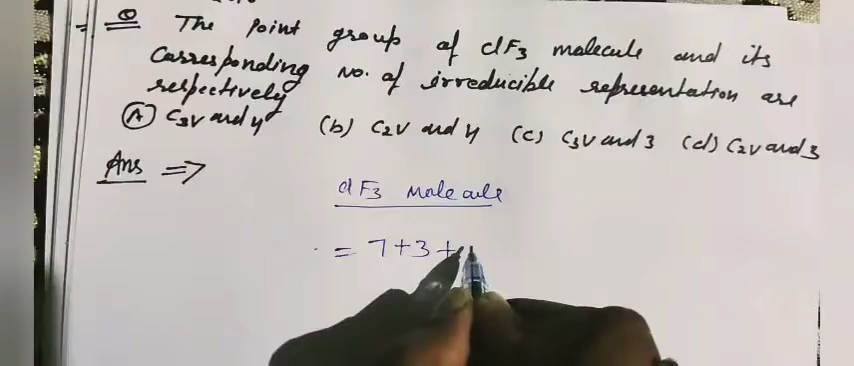 = Q The Point group of ClF3 molecule and its
Corresponding No. of irreducible representation are
respectively
(A) C3V and 4 (b) C2V and 4 (c) C3V and 3 (d) C2V and 3
Ans ⇒
ClF3 Molecule
= 7+3+